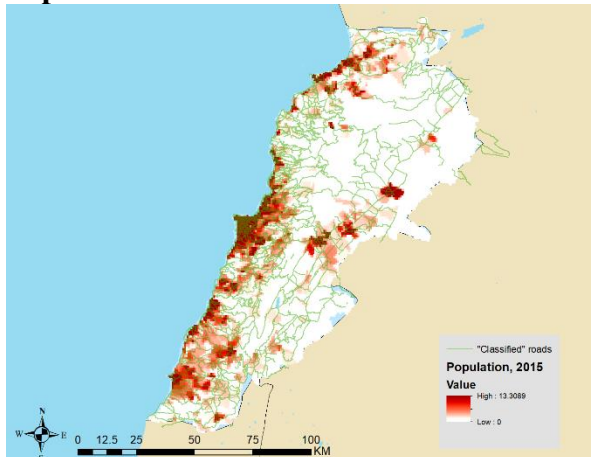 "Classified" roads
Population, 2015
Value
High : 13.3089
Low : 0
N
W E
0 12.5 25 50 75 100
KM